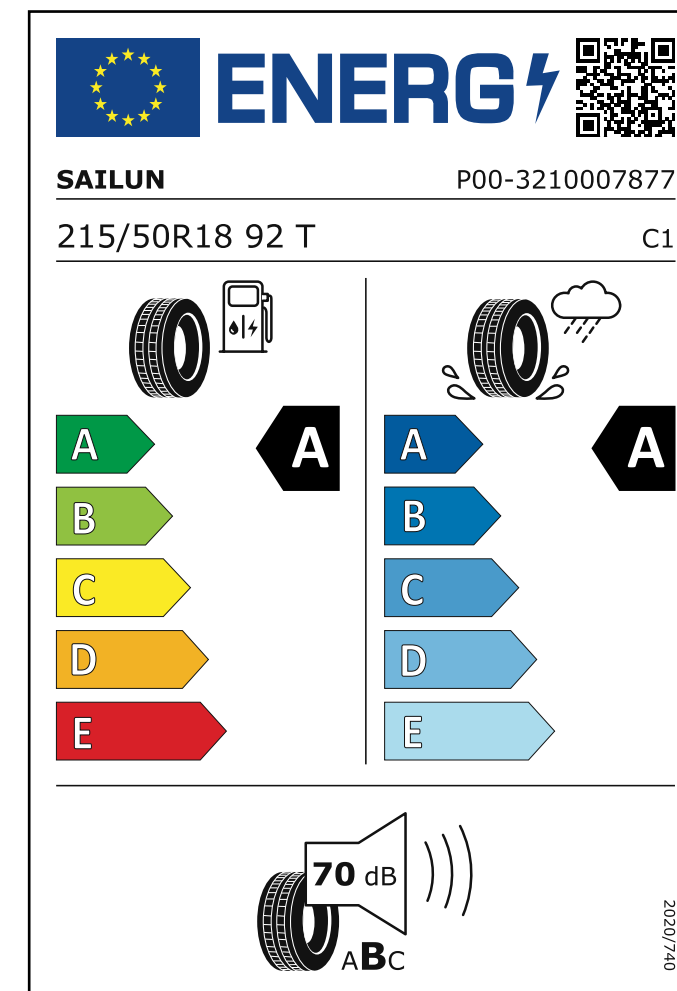 ENERG
SAILUN P00-3210007877
215/50R18 92 T C1
A A A A
B B
C C
D D
E E
70 dB
ABC
2020/740